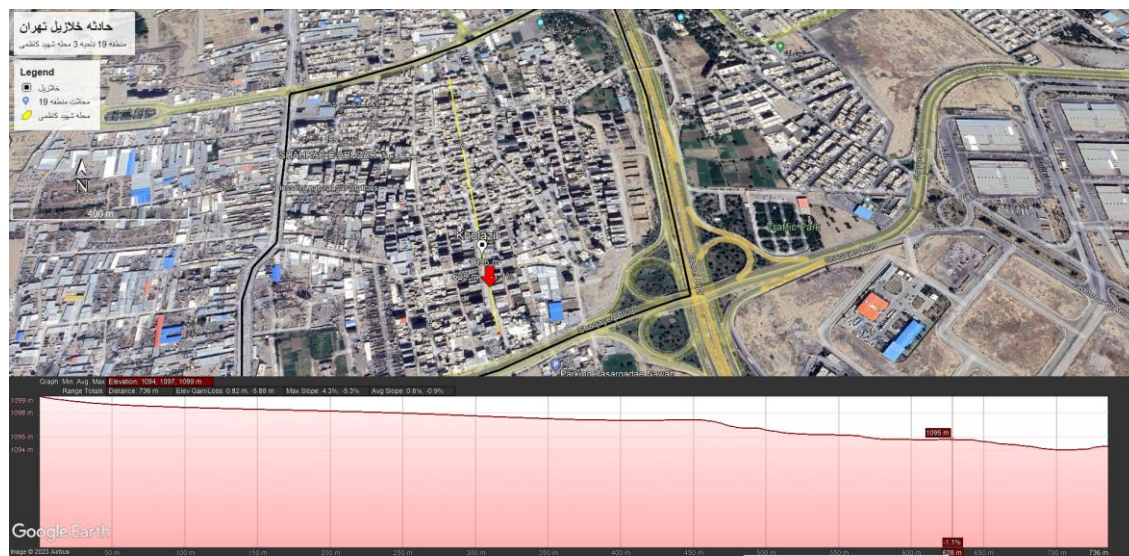 حادثه خلازیل تهران
منطقه 19 ناحیه 3 محله شهید کاظمی
Legend
خلازیل
محلات منطقه 19
محله شهید کاظمی
N
400 m
Kholazil
Traffic Park
Graph: Min, Avg, Max Elevation: 1094, 1097, 1099 m
Range Totals: Distance: 736 m Elev Gain/Loss: 0.82 m, -5.88 m Max Slope: 4.3%, -5.3% Avg Slope: 0.6%, -0.9%
1099 m
1098 m
1095 m
1094 m
1095 m
-1.1%
Google Earth
Image © 2023 Airbus
50 m 100 m 150 m 200 m 250 m 300 m 350 m 400 m 450 m 500 m 550 m 600 m 628 m 650 m 700 m 736 m